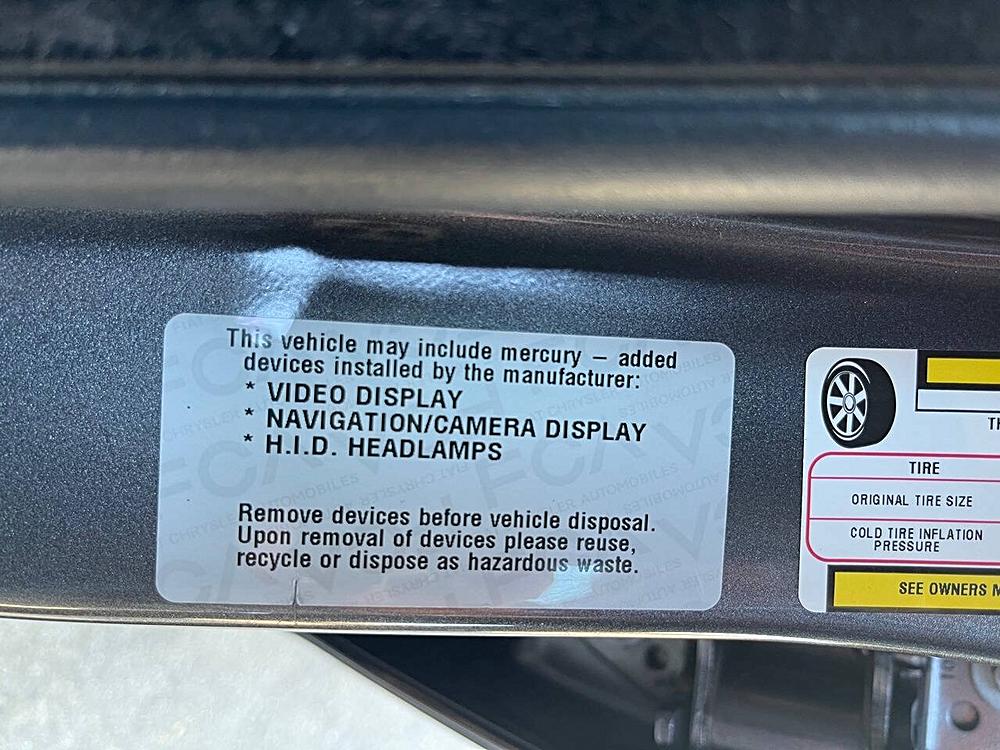 This vehicle may include mercury – added
devices installed by the manufacturer:
* VIDEO DISPLAY
* NAVIGATION/CAMERA DISPLAY
* H.I.D. HEADLAMPS
Remove devices before vehicle disposal.
Upon removal of devices please reuse,
recycle or dispose as hazardous waste.
TIRE
ORIGINAL TIRE SIZE
COLD TIRE INFLATION
PRESSURE
SEE OWNERS